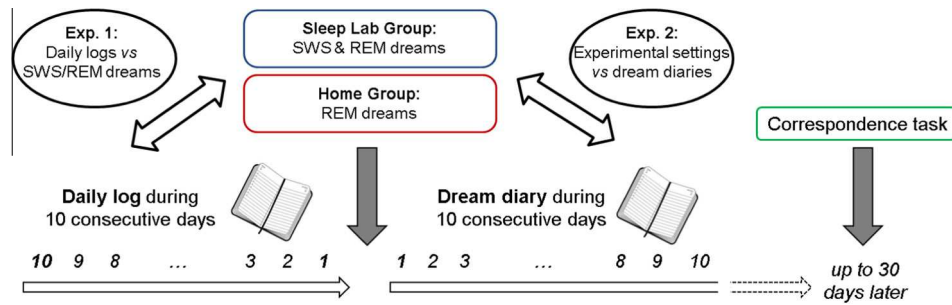 Exp. 1:
Daily logs vs
SWS/REM dreams
Sleep Lab Group:
SWS & REM dreams
Home Group:
REM dreams
Exp. 2:
Experimental settings
vs dream diaries
Correspondence task
Daily log during
10 consecutive days
Dream diary during
10 consecutive days
10 9 8 ... 3 2 1
1 2 3 ... 8 9 10
up to 30
days later